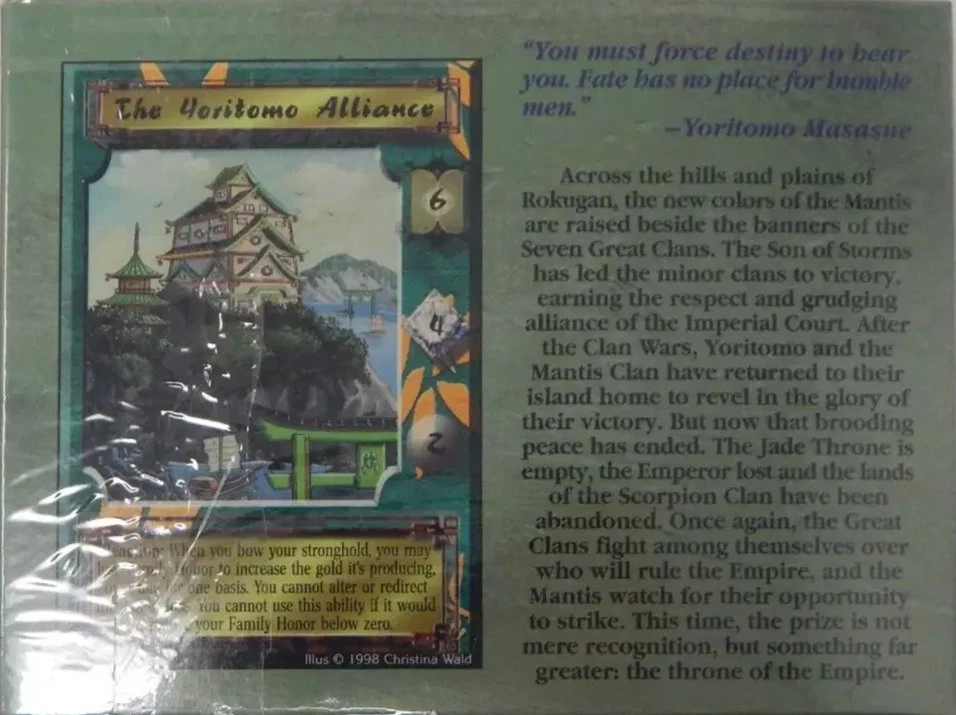 The Yoritomo Alliance
6
4
2
When you bow your stronghold, you may
to increase the gold it's producing,
one basis. You cannot alter or redirect
You cannot use this ability if it would
your Family Honor below zero.
Illus © 1998 Christina Wald
"You must force destiny to hear
you. Fate has no place for humble
men."
–Yoritomo Masasue
Across the hills and plains of
Rokugan, the new colors of the Mantis
are raised beside the banners of the
Seven Great Clans. The Son of Storms
has led the minor clans to victory,
earning the respect and grudging
alliance of the Imperial Court. After
the Clan Wars, Yoritomo and the
Mantis Clan have returned to their
island home to revel in the glory of
their victory. But now that brooding
peace has ended. The Jade Throne is
empty, the Emperor lost and the lands
of the Scorpion Clan have been
abandoned. Once again, the Great
Clans fight among themselves over
who will rule the Empire, and the
Mantis watch for their opportunity
to strike. This time, the prize is not
mere recognition, but something far
greater: the throne of the Empire.